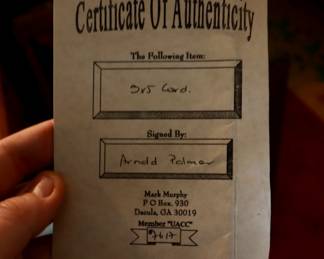 Certificate Of Authenticity
The Following Item:
3x5 Card.
Signed By:
Arnold Palmer
Mark Murphy
P O Box. 930
Dacula, GA 30019
Member "UACC"